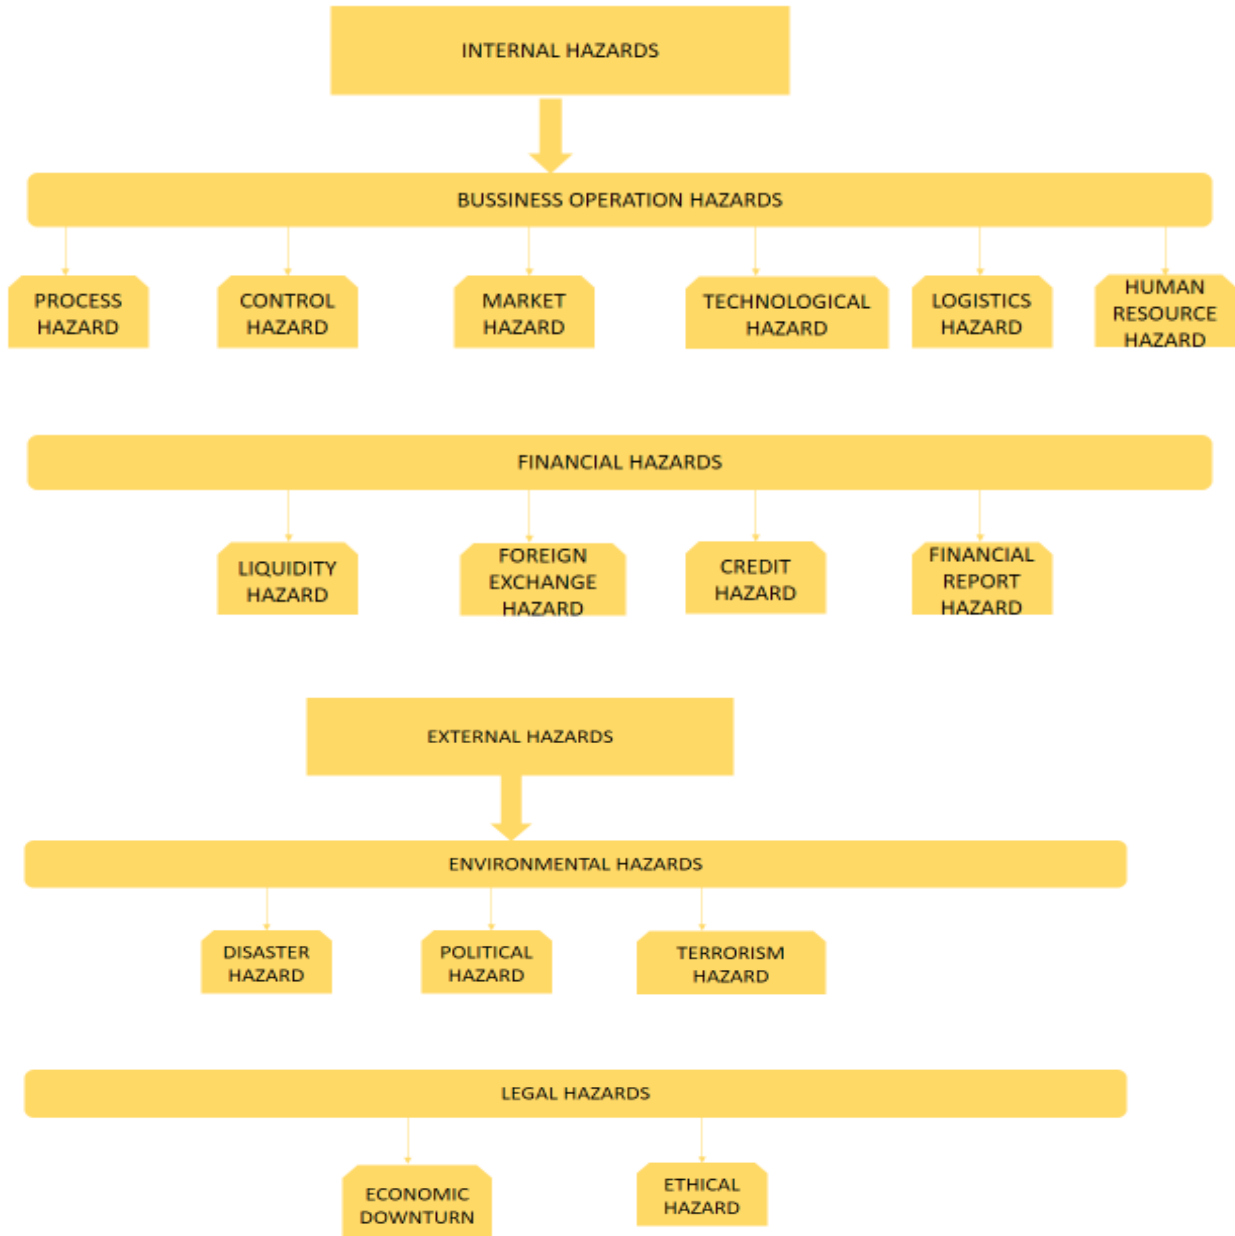 INTERNAL HAZARDS
BUSSINESS OPERATION HAZARDS
PROCESS
HAZARD
CONTROL
HAZARD
MARKET
HAZARD
TECHNOLOGICAL
HAZARD
LOGISTICS
HAZARD
HUMAN
RESOURCE
HAZARD
FINANCIAL HAZARDS
LIQUIDITY
HAZARD
FOREIGN
EXCHANGE
HAZARD
CREDIT
HAZARD
FINANCIAL
REPORT
HAZARD
EXTERNAL HAZARDS
ENVIRONMENTAL HAZARDS
DISASTER
HAZARD
POLITICAL
HAZARD
TERRORISM
HAZARD
LEGAL HAZARDS
ECONOMIC
DOWNTURN
ETHICAL
HAZARD